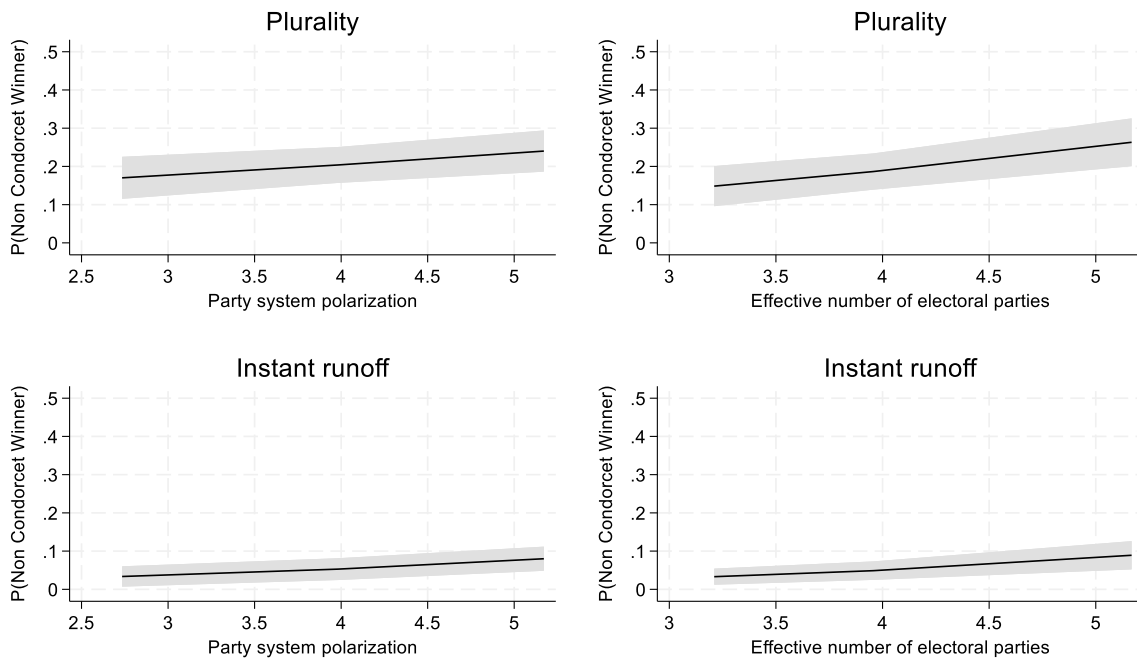 Plurality
P(Non Condorcet Winner)
.5
.4
.3
.2
.1
0
2.5 3 3.5 4 4.5 5
Party system polarization
Plurality
P(Non Condorcet Winner)
.5
.4
.3
.2
.1
0
3 3.5 4 4.5 5
Effective number of electoral parties
Instant runoff
P(Non Condorcet Winner)
.5
.4
.3
.2
.1
0
2.5 3 3.5 4 4.5 5
Party system polarization
Instant runoff
P(Non Condorcet Winner)
.5
.4
.3
.2
.1
0
3 3.5 4 4.5 5
Effective number of electoral parties